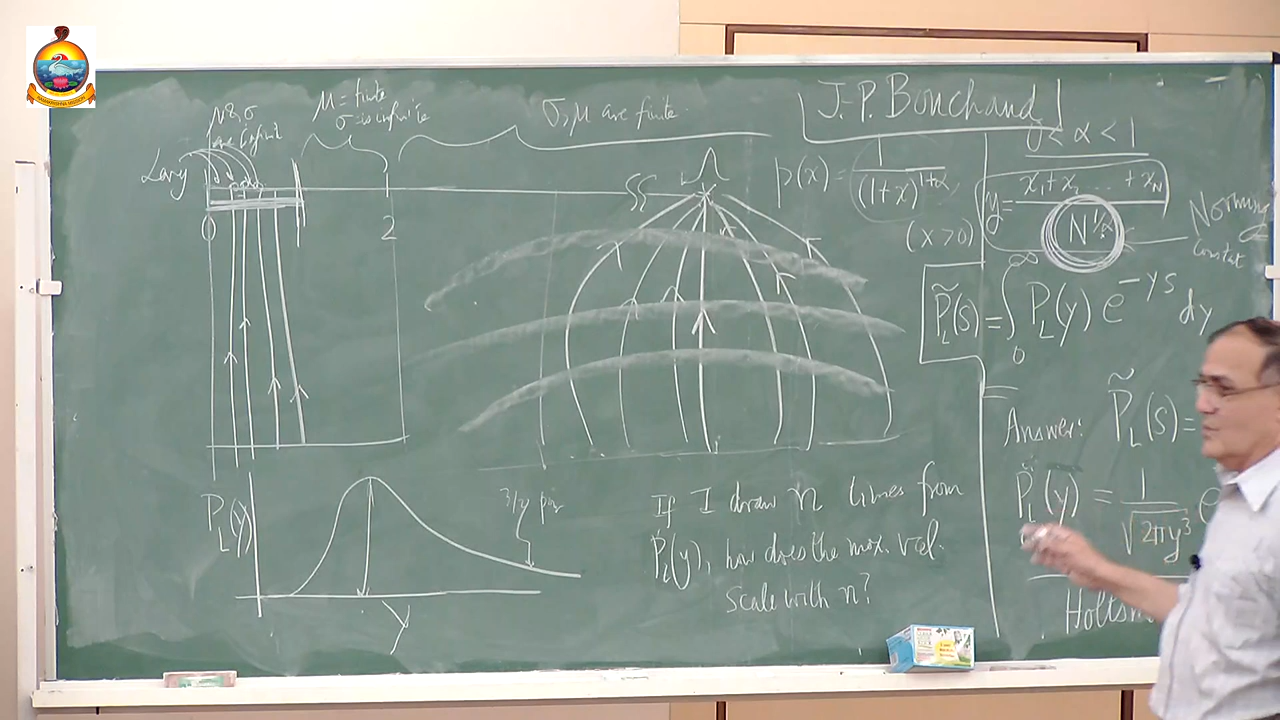 J.-P. Bouchaud
μ & σ
μ = finite
σ is infinite
σ, μ are finite
Levy
0
2
p(x) = 1/(1+x)^{1+α}
(x>0)
0 < α < 1
y = x₁+x₂ .... + x_N
N^{1/α}
Constat
P̃_L(s) = ∫₀^∞ P_L(y) e^{-ys} dy
Answer: P̃_L(s) =
P_L(y) = 1/√(2πy³) e
P_L(y)
y
If I draw n times from
P_L(y), how does the max. val.
scale with n?